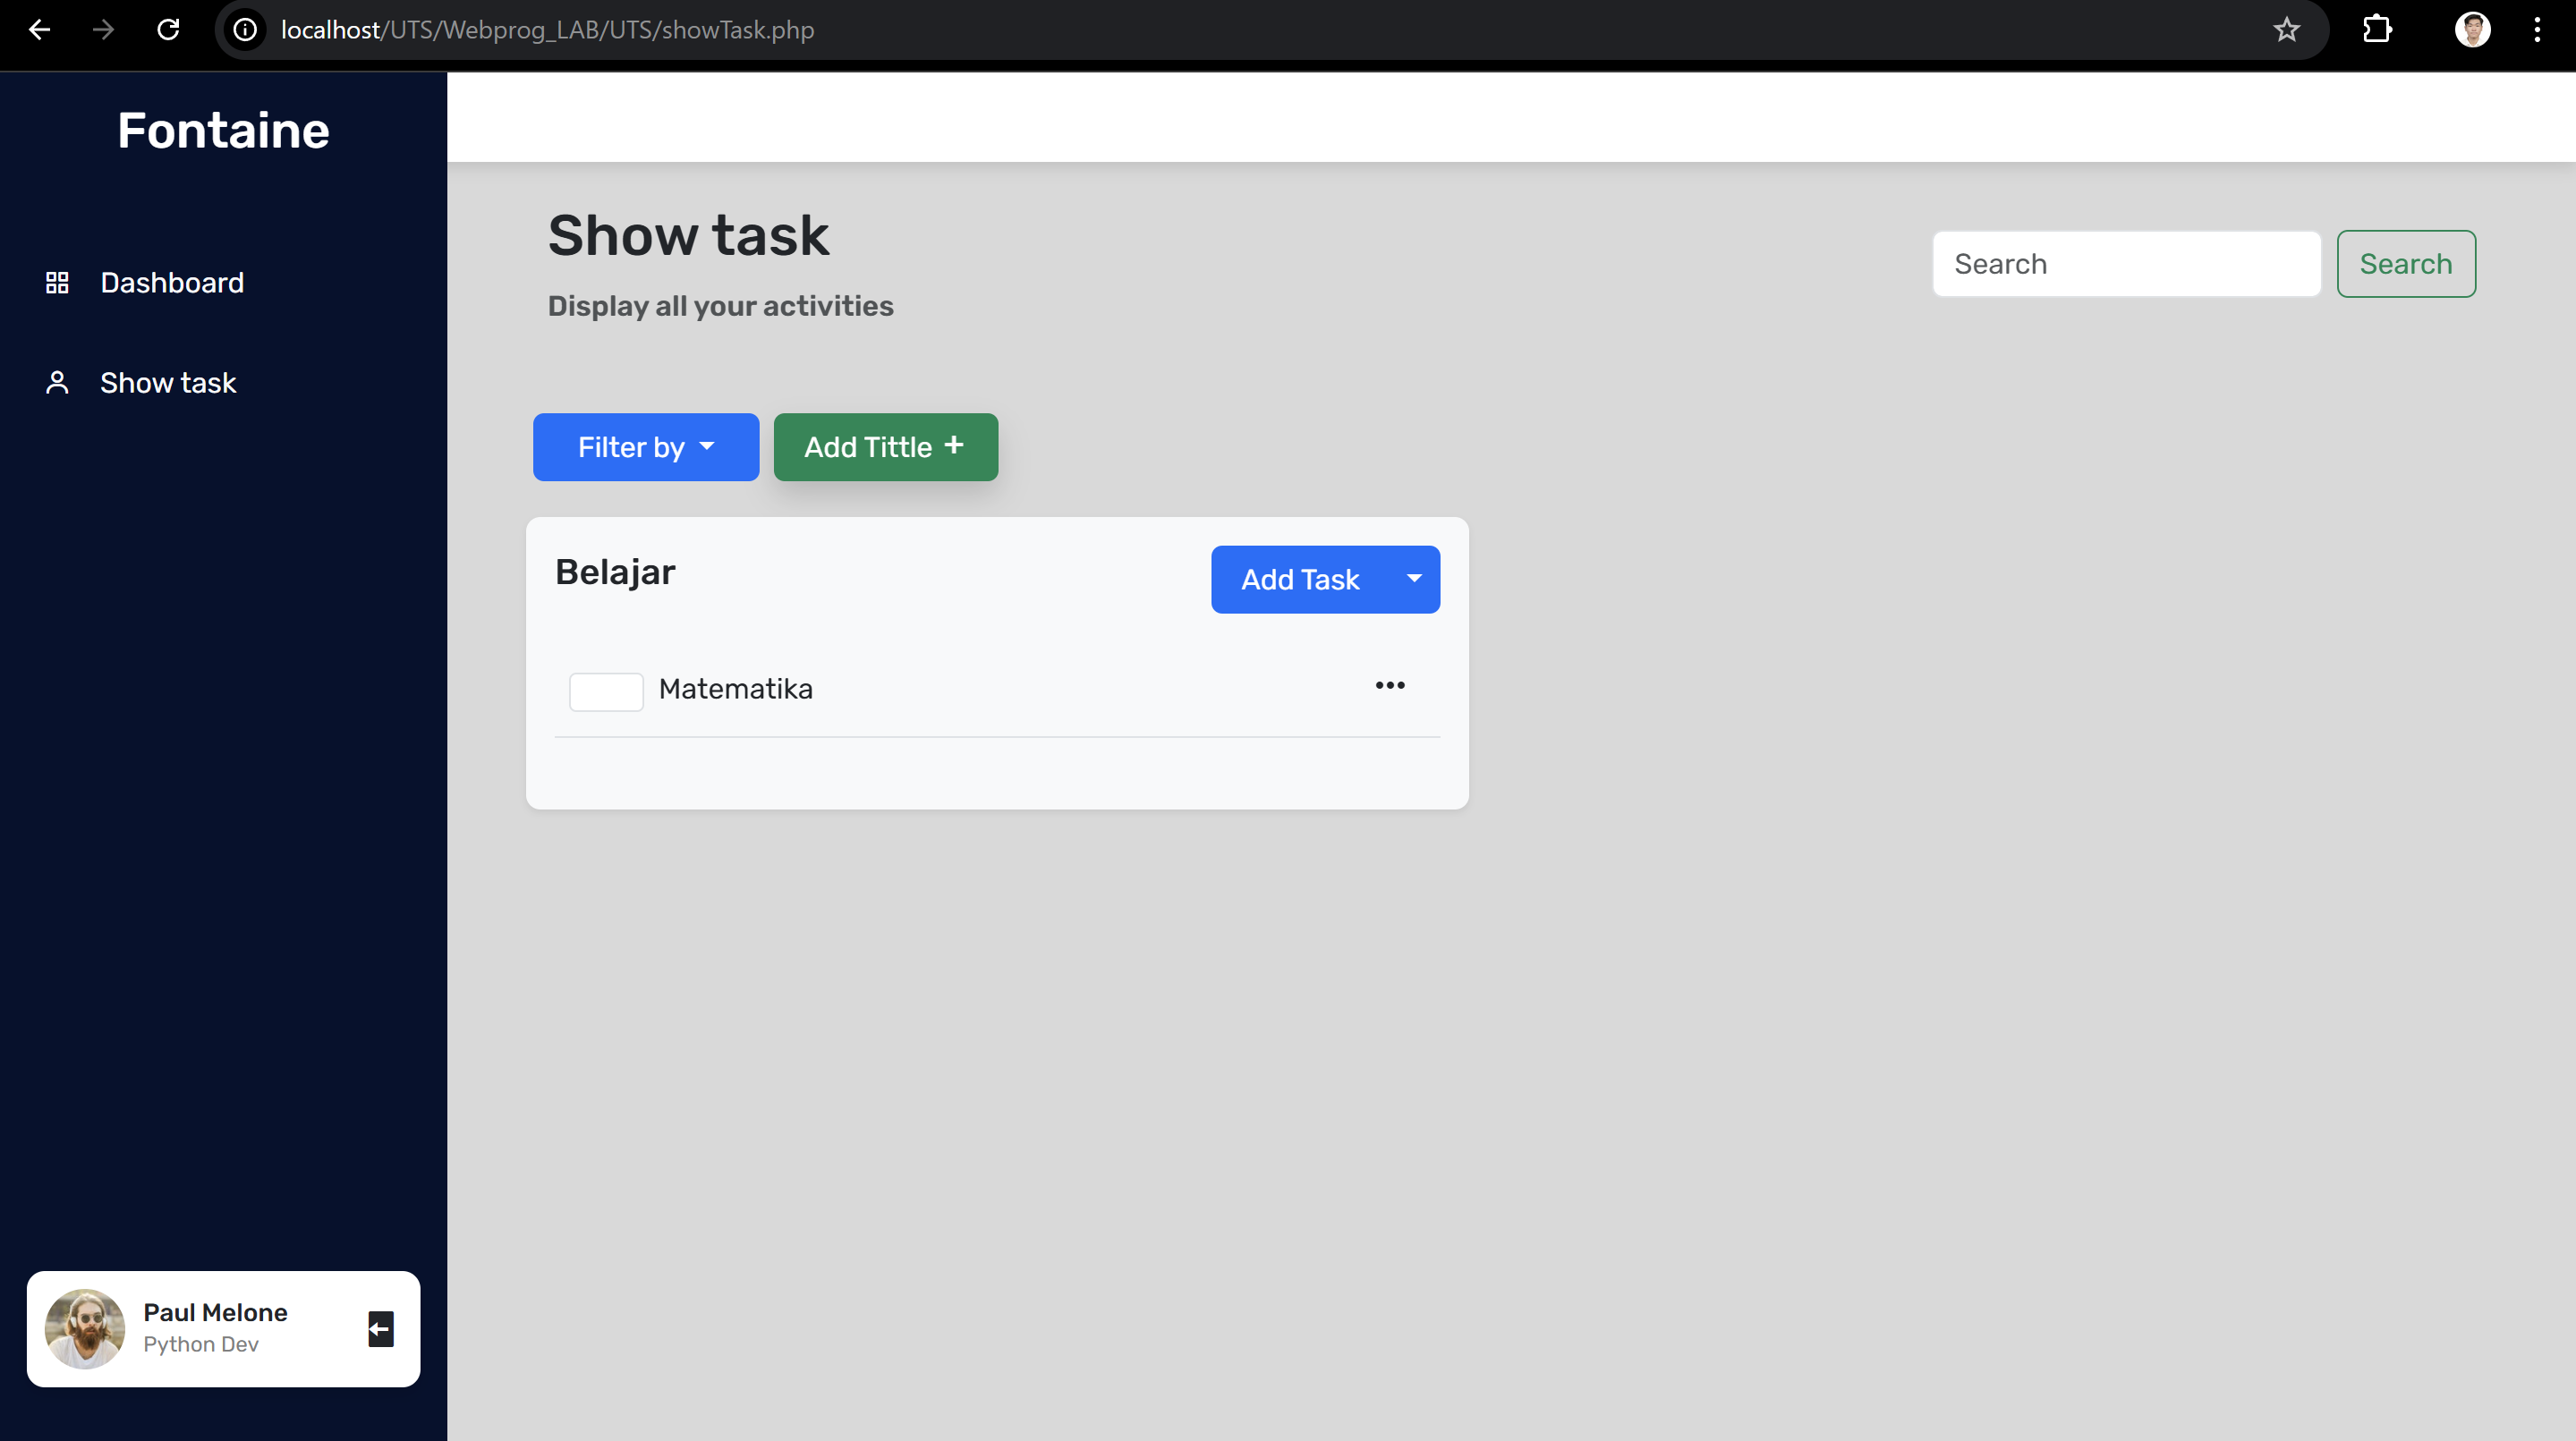 localhost/UTS/Webprog_LAB/UTS/showTask.php
Fontaine
Dashboard
Show task
Show task
Display all your activities
Search
Search
Filter by
Add Tittle +
Belajar
Add Task
Matematika
Paul Melone
Python Dev